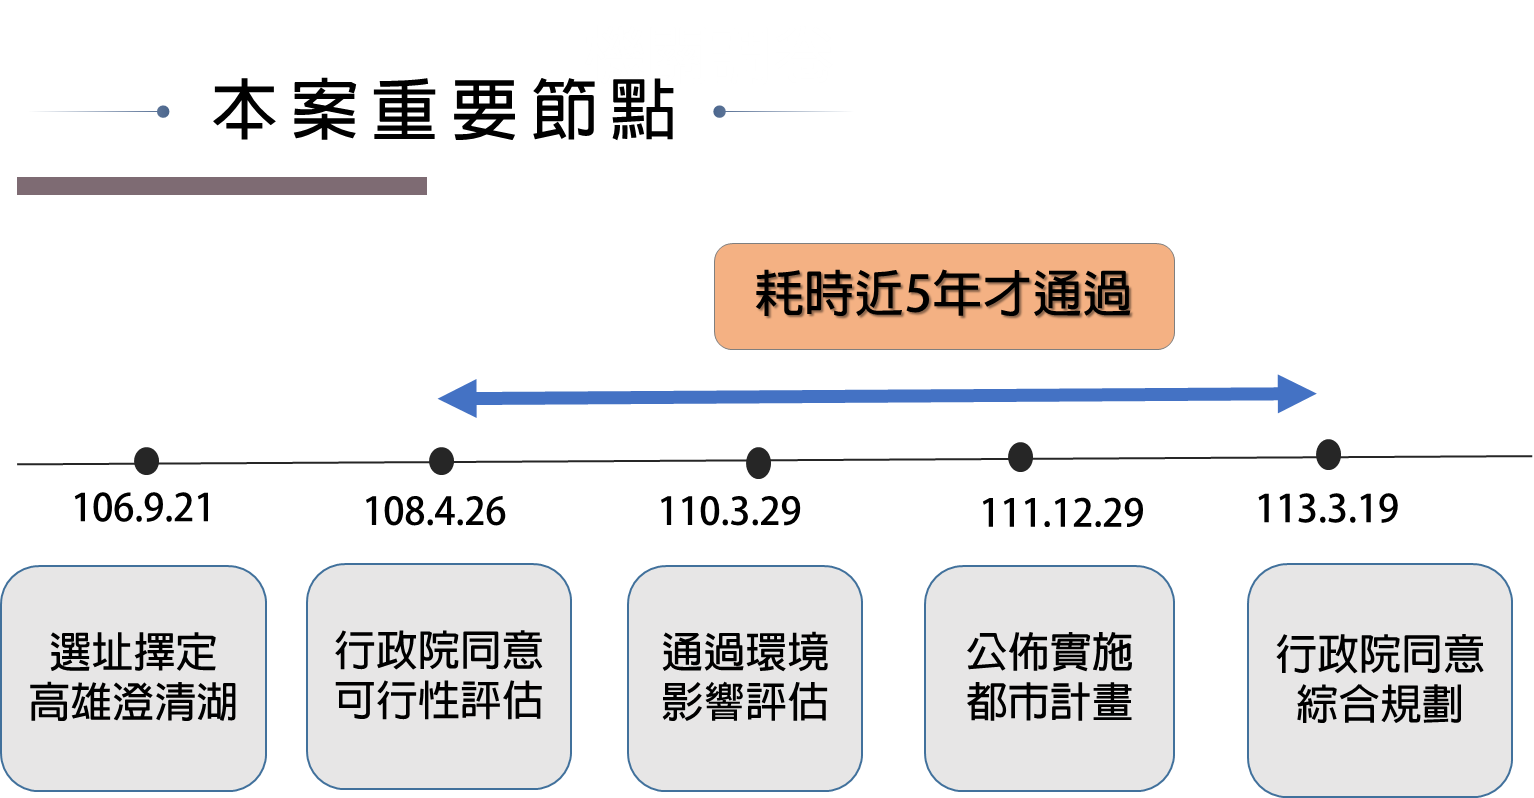 本案重要節點
耗時近5年才通過
106.9.21
108.4.26
110.3.29
111.12.29
113.3.19
選址擇定
高雄澄清湖
行政院同意
可行性評估
通過環境
影響評估
公佈實施
都市計畫
行政院同意
綜合規劃